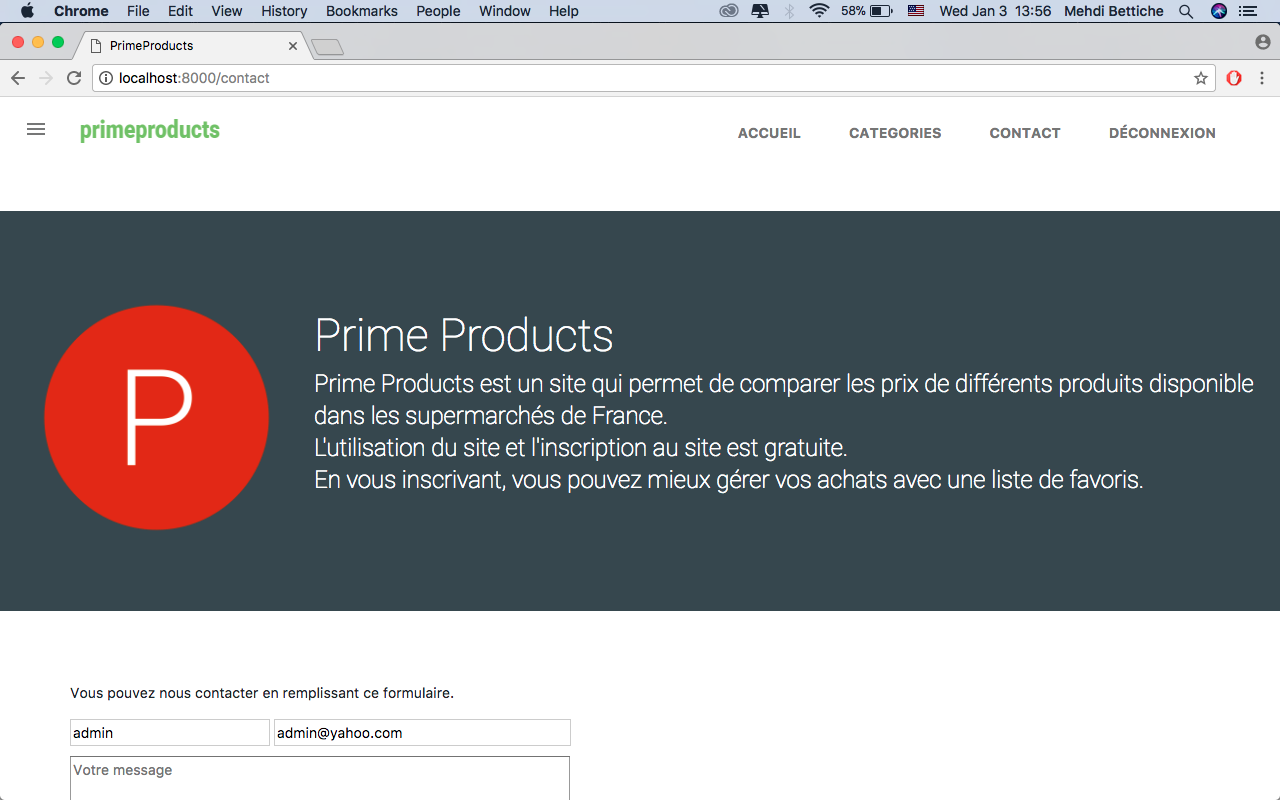 Chrome File Edit View History Bookmarks People Window Help 58% Wed Jan 3 13:56 Mehdi Bettiche
PrimeProducts
localhost:8000/contact
primeproducts ACCUEIL CATEGORIES CONTACT DÉCONNEXION
P
Prime Products
Prime Products est un site qui permet de comparer les prix de différents produits disponible
dans les supermarchés de France.
L'utilisation du site et l'inscription au site est gratuite.
En vous inscrivant, vous pouvez mieux gérer vos achats avec une liste de favoris.
Vous pouvez nous contacter en remplissant ce formulaire.
admin admin@yahoo.com
Votre message